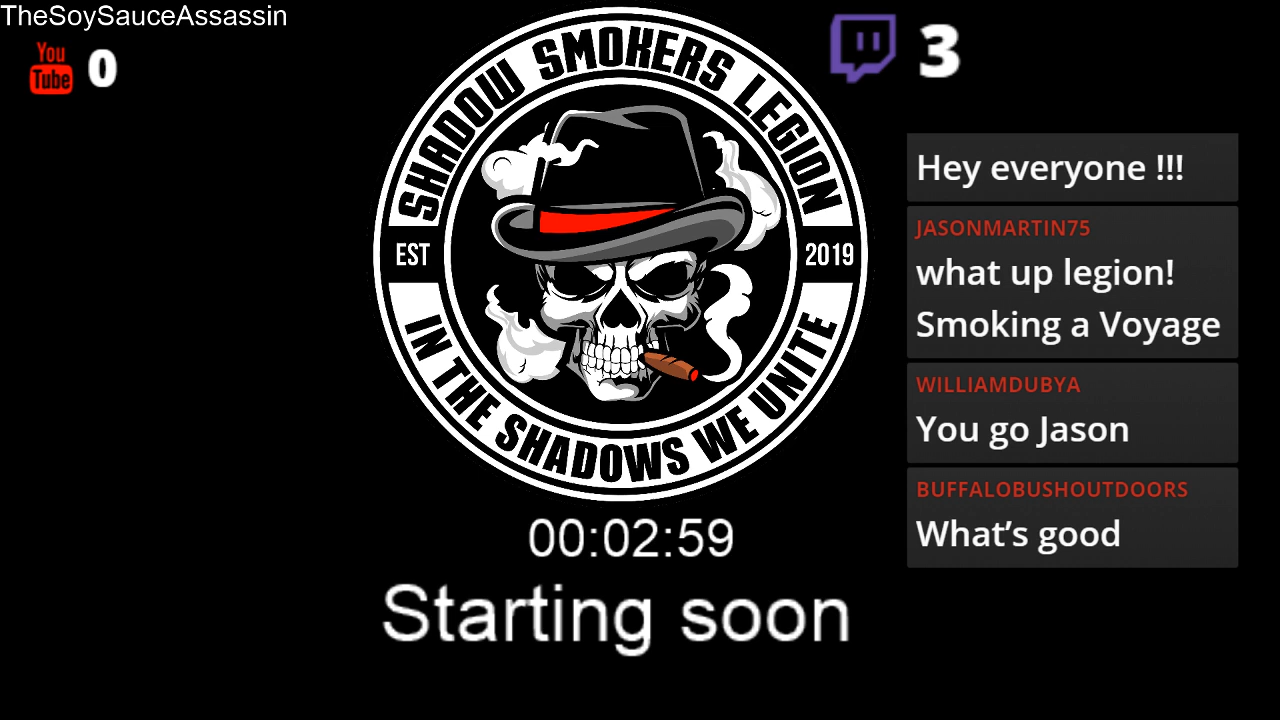 TheSoySauceAssassin
You
Tube
0
SHADOW SMOKERS LEGION
EST
2019
IN THE SHADOWS WE UNITE
3
Hey everyone !!!
JASONMARTIN75
what up legion!
Smoking a Voyage
WILLIAMDUBYA
You go Jason
BUFFALOBUSHOUTDOORS
What’s good
00:02:59
Starting soon